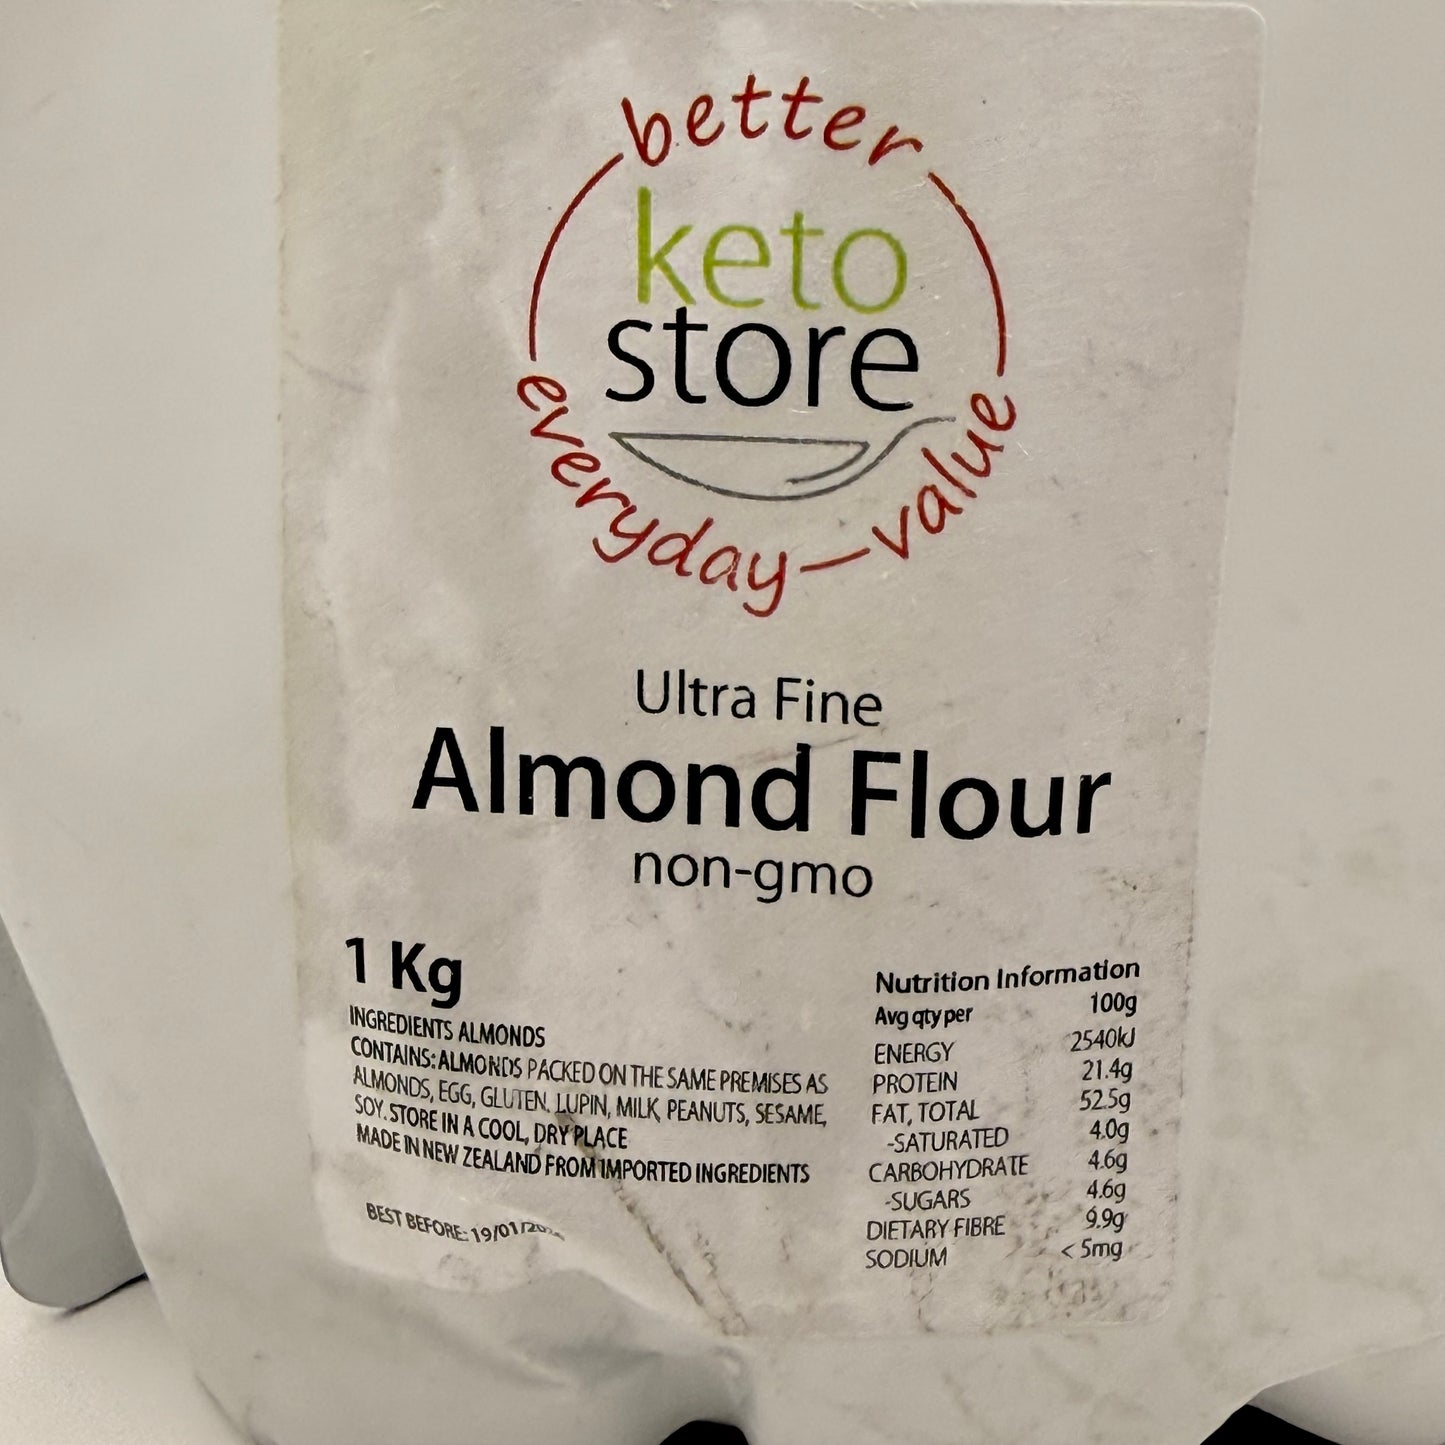 better
keto
store
everyday—value
Ultra Fine
Almond Flour
non-gmo
1 Kg
INGREDIENTS ALMONDS
CONTAINS: ALMONDS PACKED ON THE SAME PREMISES AS
ALMONDS, EGG, GLUTEN, LUPIN, MILK, PEANUTS, SESAME,
SOY. STORE IN A COOL, DRY PLACE
MADE IN NEW ZEALAND FROM IMPORTED INGREDIENTS
BEST BEFORE: 19/01/
Nutrition Information
Avg qty per 100g
ENERGY 2540kJ
PROTEIN 21.4g
FAT, TOTAL 52.5g
-SATURATED 4.0g
CARBOHYDRATE 4.6g
-SUGARS 4.6g
DIETARY FIBRE 9.9g
SODIUM < 5mg